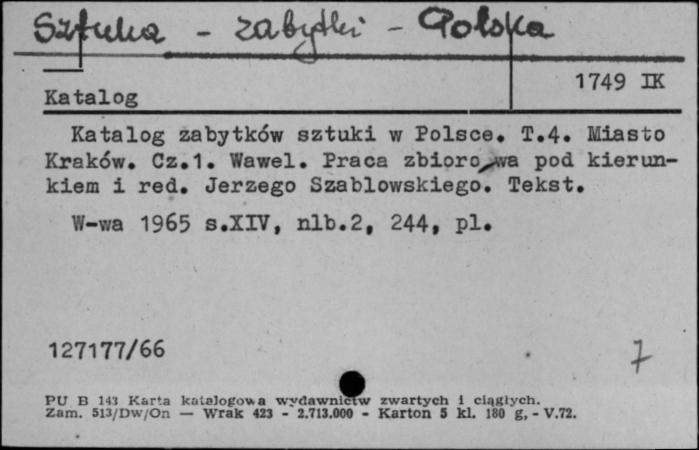 Sztuka - zabytki - Polska
1749 IK
Katalog
Katalog zabytków sztuki w Polsce. T.4. Miasto
Kraków. Cz.1. Wawel. Praca zbiorowa pod kierun-
kiem i red. Jerzego Szablowskiego. Tekst.
W-wa 1965 s.XIV, nlb.2, 244, pl.
127177/66
7
PU B 143 Karta katalogowa wydawnictw zwartych i ciągłych.
Zam. 513/Dw/On — Wrak 423 - 2.713.000 - Karton 5 kl. 180 g, - V.72.